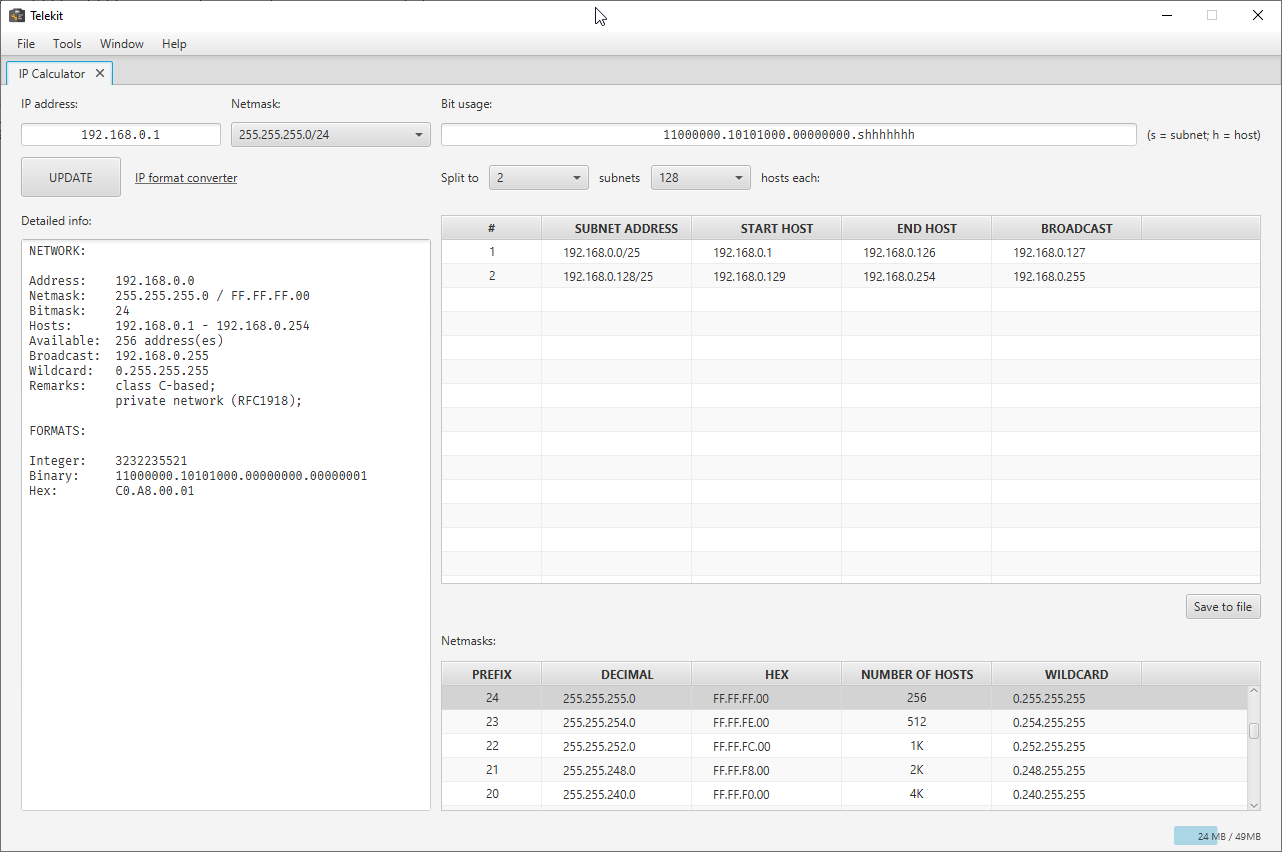 Telekit
File Tools Window Help
IP Calculator
IP address: Netmask: Bit usage:
192.168.0.1 255.255.255.0/24 11000000.10101000.00000000.shhhhhhh (s = subnet; h = host)
UPDATE IP format converter Split to 2 subnets 128 hosts each:
Detailed info:
NETWORK:
Address: 192.168.0.0
Netmask: 255.255.255.0 / FF.FF.FF.00
Bitmask: 24
Hosts: 192.168.0.1 - 192.168.0.254
Available: 256 address(es)
Broadcast: 192.168.0.255
Wildcard: 0.255.255.255
Remarks: class C-based;
private network (RFC1918);
FORMATS:
Integer: 3232235521
Binary: 11000000.10101000.00000000.00000001
Hex: C0.A8.00.01
# SUBNET ADDRESS START HOST END HOST BROADCAST
1 192.168.0.0/25 192.168.0.1 192.168.0.126 192.168.0.127
2 192.168.0.128/25 192.168.0.129 192.168.0.254 192.168.0.255
Save to file
Netmasks:
PREFIX DECIMAL HEX NUMBER OF HOSTS WILDCARD
24 255.255.255.0 FF.FF.FF.00 256 0.255.255.255
23 255.255.254.0 FF.FF.FE.00 512 0.254.255.255
22 255.255.252.0 FF.FF.FC.00 1K 0.252.255.255
21 255.255.248.0 FF.FF.F8.00 2K 0.248.255.255
20 255.255.240.0 FF.FF.F0.00 4K 0.240.255.255
24 MB / 49MB